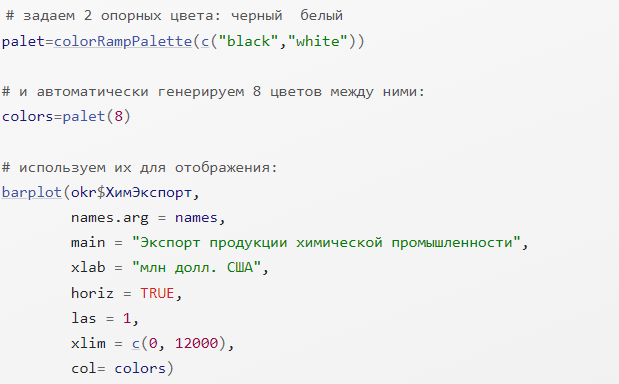 # задаем 2 опорных цвета: черный  белый
palet=colorRampPalette(c("black","white"))
# и автоматически генерируем 8 цветов между ними:
colors=palet(8)
# используем их для отображения:
barplot(okr$ХимЭкспорт,
        names.arg = names,
        main = "Экспорт продукции химической промышленности",
        xlab = "млн долл. США",
        horiz = TRUE,
        las = 1,
        xlim = c(0, 12000),
        col= colors)